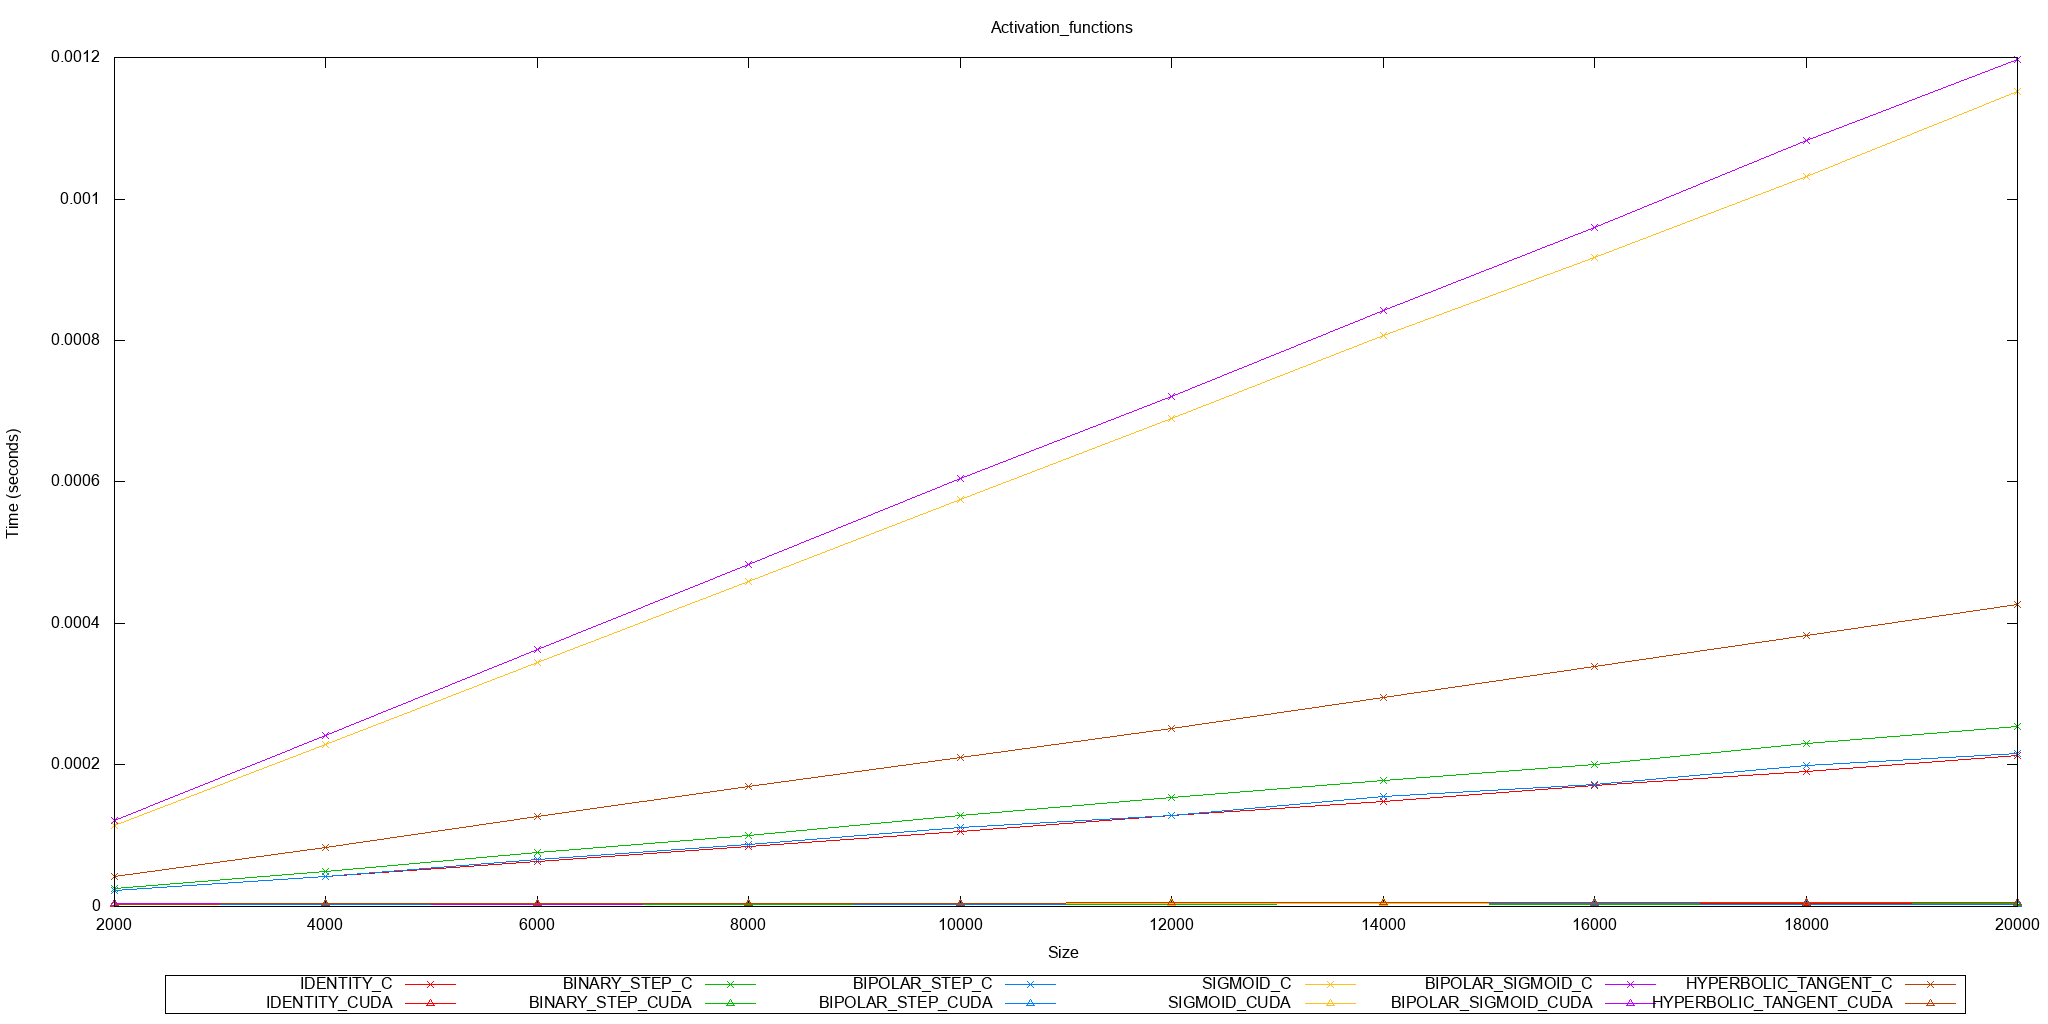 Activation_functions
0.0012
0.001
0.0008
0.0006
0.0004
0.0002
0
Time (seconds)
2000 4000 6000 8000 10000 12000 14000 16000 18000 20000
Size
IDENTITY_C BINARY_STEP_C BIPOLAR_STEP_C SIGMOID_C BIPOLAR_SIGMOID_C HYPERBOLIC_TANGENT_C
IDENTITY_CUDA BINARY_STEP_CUDA BIPOLAR_STEP_CUDA SIGMOID_CUDA BIPOLAR_SIGMOID_CUDA HYPERBOLIC_TANGENT_CUDA